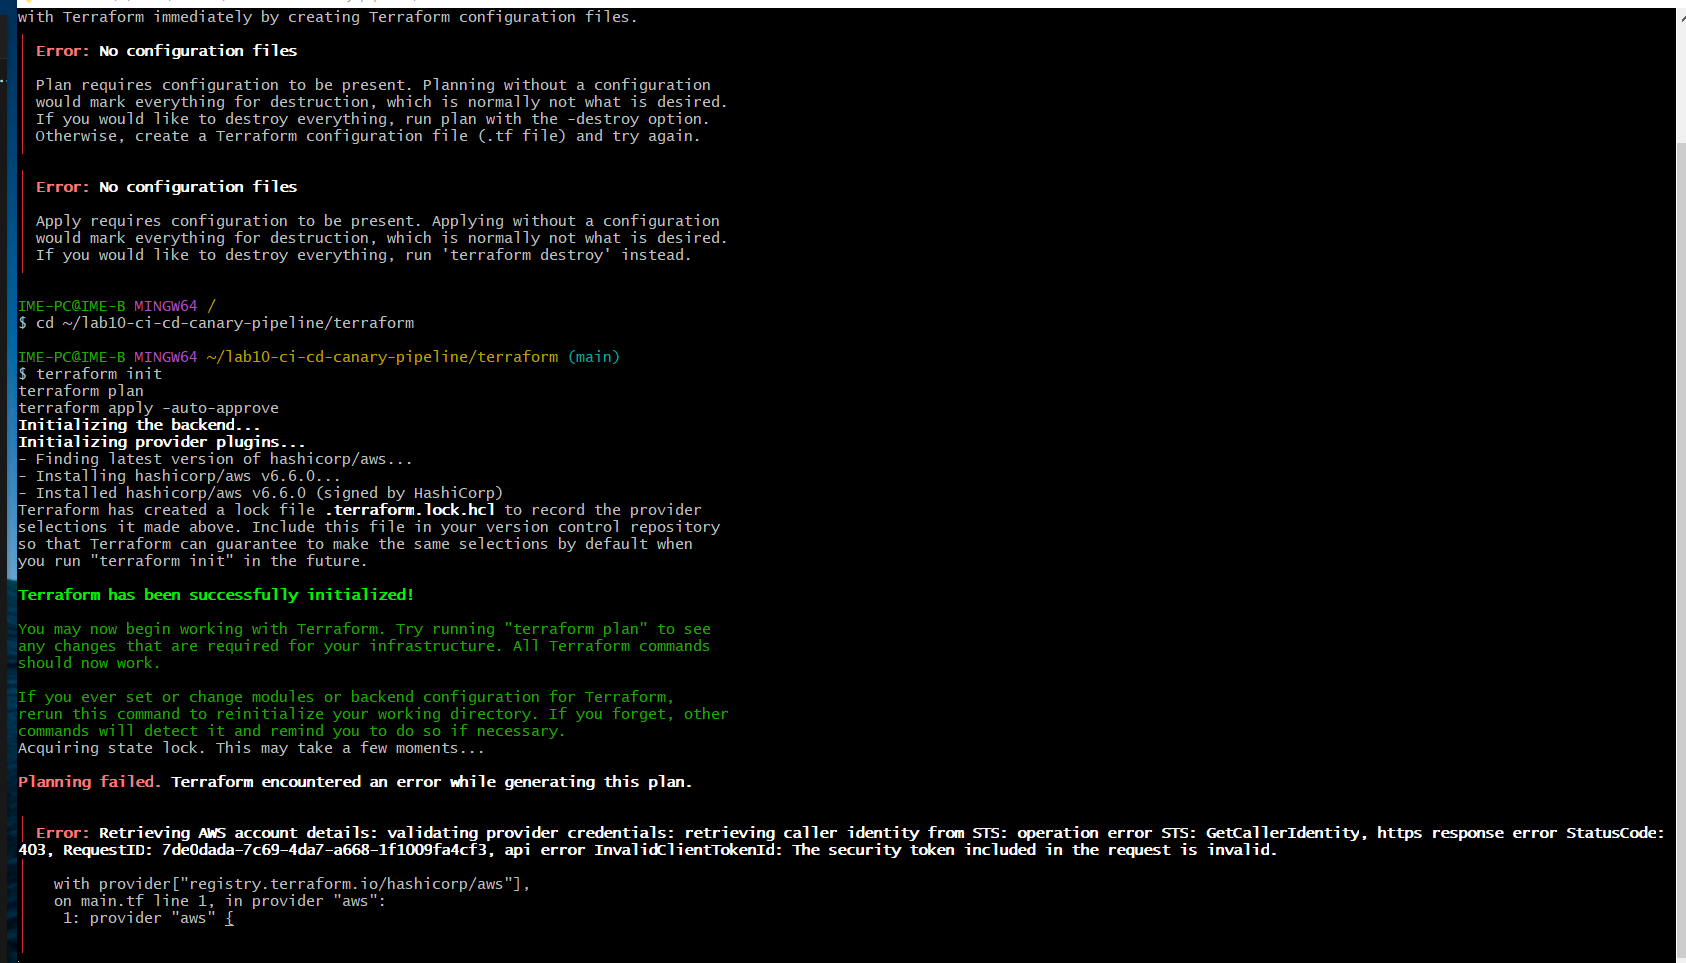 with Terraform immediately by creating Terraform configuration files.
Error: No configuration files
Plan requires configuration to be present. Planning without a configuration
would mark everything for destruction, which is normally not what is desired.
If you would like to destroy everything, run plan with the -destroy option.
Otherwise, create a Terraform configuration file (.tf file) and try again.
Error: No configuration files
Apply requires configuration to be present. Applying without a configuration
would mark everything for destruction, which is normally not what is desired.
If you would like to destroy everything, run 'terraform destroy' instead.
IME-PC@IME-B MINGW64 /
$ cd ~/lab10-ci-cd-canary-pipeline/terraform
IME-PC@IME-B MINGW64 ~/lab10-ci-cd-canary-pipeline/terraform (main)
$ terraform init
terraform plan
terraform apply -auto-approve
Initializing the backend...
Initializing provider plugins...
- Finding latest version of hashicorp/aws...
- Installing hashicorp/aws v6.6.0...
- Installed hashicorp/aws v6.6.0 (signed by HashiCorp)
Terraform has created a lock file .terraform.lock.hcl to record the provider
selections it made above. Include this file in your version control repository
so that Terraform can guarantee to make the same selections by default when
you run "terraform init" in the future.
Terraform has been successfully initialized!
You may now begin working with Terraform. Try running "terraform plan" to see
any changes that are required for your infrastructure. All Terraform commands
should now work.
If you ever set or change modules or backend configuration for Terraform,
rerun this command to reinitialize your working directory. If you forget, other
commands will detect it and remind you to do so if necessary.
Acquiring state lock. This may take a few moments...
Planning failed. Terraform encountered an error while generating this plan.
Error: Retrieving AWS account details: validating provider credentials: retrieving caller identity from STS: operation error STS: GetCallerIdentity, https response error StatusCode:
403, RequestID: 7de0dada-7c69-4da7-a668-1f1009fa4cf3, api error InvalidClientTokenId: The security token included in the request is invalid.
with provider["registry.terraform.io/hashicorp/aws"],
on main.tf line 1, in provider "aws":
1: provider "aws" {